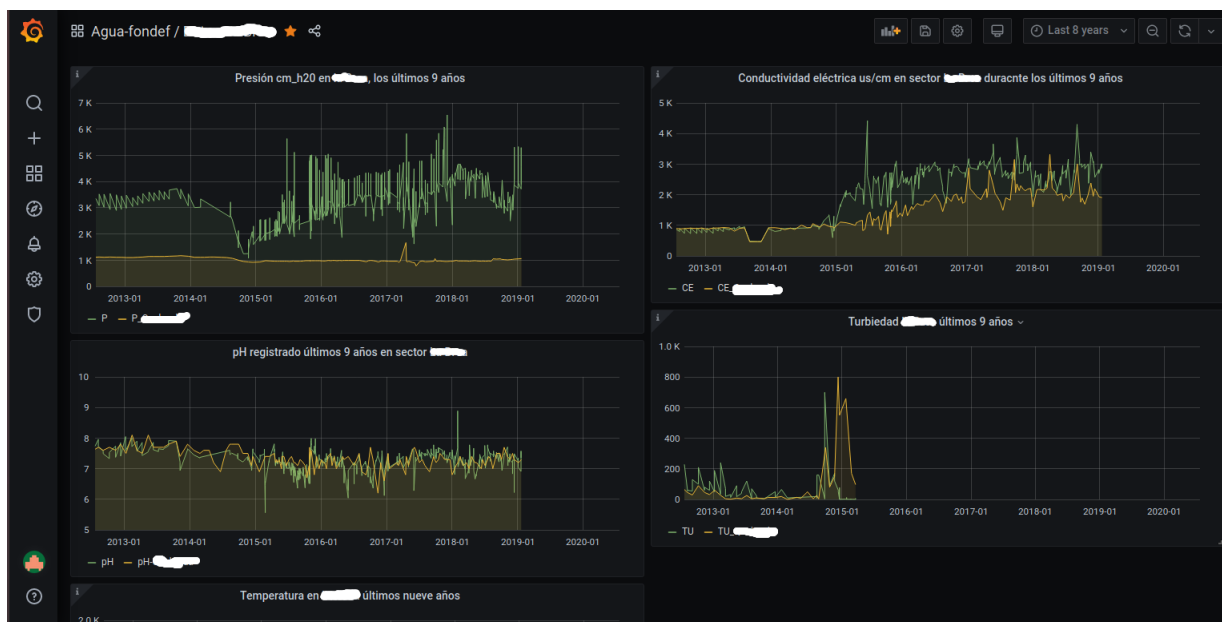 Agua-fondef /
Last 8 years
Presión cm_h20 en , los últimos 9 años
7 K
6 K
5 K
4 K
3 K
2 K
1 K
0
2013-01 2014-01 2015-01 2016-01 2017-01 2018-01 2019-01 2020-01
P P_
Conductividad eléctrica us/cm en sector duracnte los últimos 9 años
5 K
4 K
3 K
2 K
1 K
0
2013-01 2014-01 2015-01 2016-01 2017-01 2018-01 2019-01 2020-01
CE CE_
pH registrado últimos 9 años en sector
10
9
8
7
6
5
2013-01 2014-01 2015-01 2016-01 2017-01 2018-01 2019-01 2020-01
pH pH-
Turbiedad últimos 9 años
1.0 K
800
600
400
200
0
2013-01 2014-01 2015-01 2016-01 2017-01 2018-01 2019-01 2020-01
TU TU_
Temperatura en últimos nueve años
2.0 K